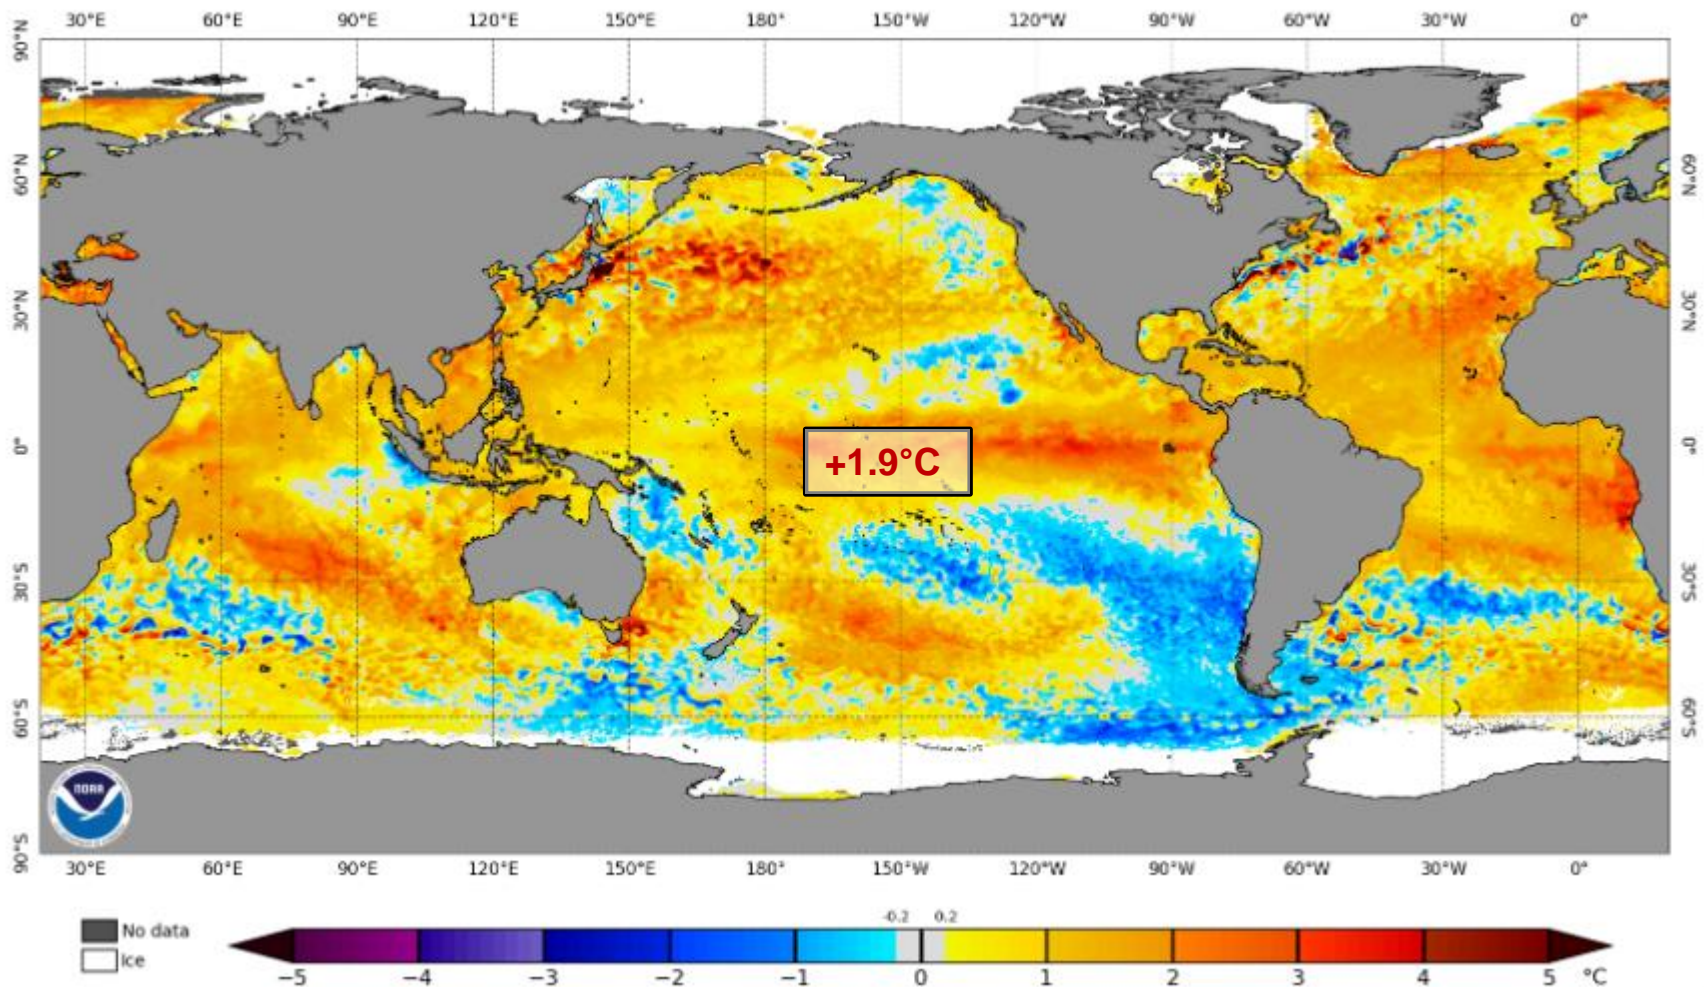 30°E 60°E 90°E 120°E 150°E 180° 150°W 120°W 90°W 60°W 30°W 0°
90°N
60°N 60°N
30°N 30°N
0° 0°
+1.9°C
30°S 30°S
60°S 60°S
NOAA
90°S
30°E 60°E 90°E 120°E 150°E 180° 150°W 120°W 90°W 60°W 30°W 0°
-0.2 0.2
No data
Ice
−5 −4 −3 −2 −1 0 1 2 3 4 5 °C